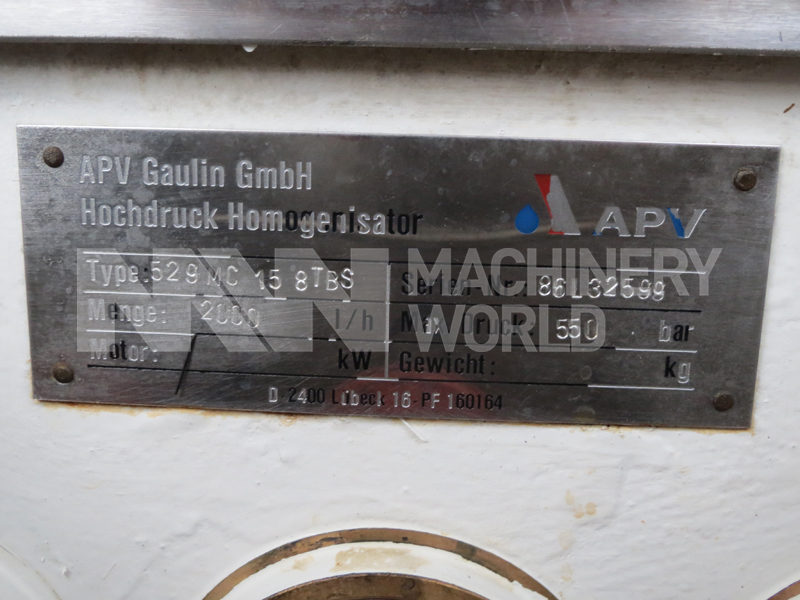 APV Gaulin GmbH
Hochdruck Homogenisator
APV
Type: 529 MC 15 8TBS
Serien Nr.: 86L32599
Menge: 2000 l/h
Max Druck: 550 bar
Motor: kW
Gewicht: kg
D-2400 Lübeck 16-PF 160164
MACHINERY
WORLD